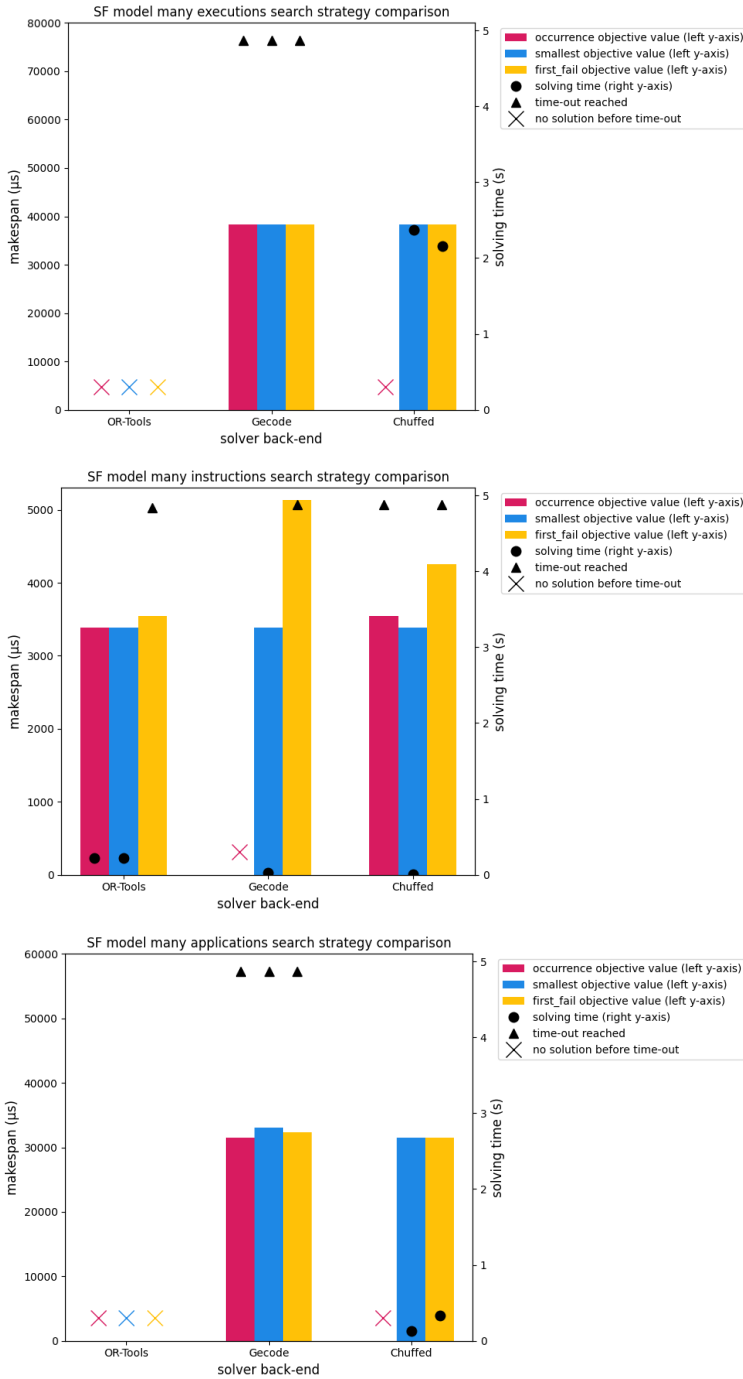 SF model many executions search strategy comparison
80000
70000
60000
50000
40000
30000
20000
10000
0
makespan (µs)
5
4
3
2
1
0
solving time (s)
OR-Tools
Gecode
Chuffed
solver back-end
occurrence objective value (left y-axis)
smallest objective value (left y-axis)
first_fail objective value (left y-axis)
solving time (right y-axis)
time-out reached
no solution before time-out
SF model many instructions search strategy comparison
5000
4000
3000
2000
1000
0
makespan (µs)
5
4
3
2
1
0
solving time (s)
OR-Tools
Gecode
Chuffed
solver back-end
occurrence objective value (left y-axis)
smallest objective value (left y-axis)
first_fail objective value (left y-axis)
solving time (right y-axis)
time-out reached
no solution before time-out
SF model many applications search strategy comparison
60000
50000
40000
30000
20000
10000
0
makespan (µs)
5
4
3
2
1
0
solving time (s)
OR-Tools
Gecode
Chuffed
solver back-end
occurrence objective value (left y-axis)
smallest objective value (left y-axis)
first_fail objective value (left y-axis)
solving time (right y-axis)
time-out reached
no solution before time-out